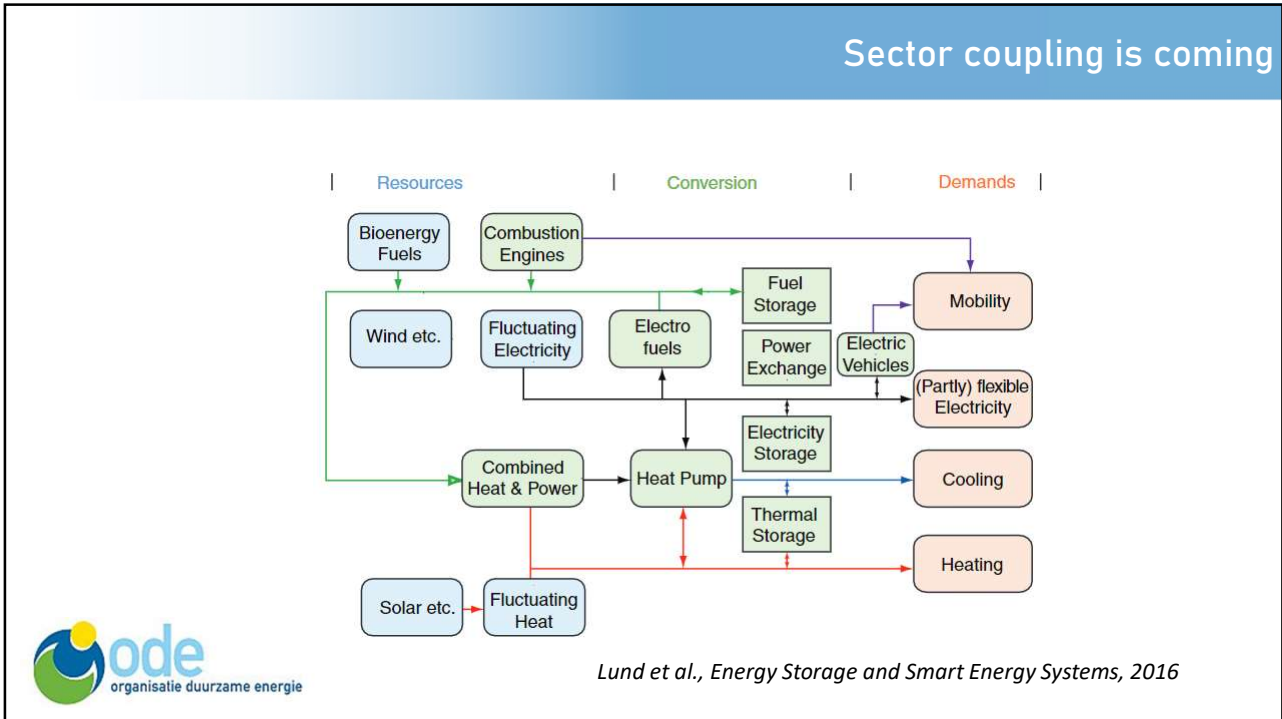 Sector coupling is coming
| Resources | Conversion | Demands |
Bioenergy
Fuels
Combustion
Engines
Fuel
Storage
Mobility
Wind etc.
Fluctuating
Electricity
Electro
fuels
Power
Exchange
Electric
Vehicles
(Partly) flexible
Electricity
Electricity
Storage
Combined
Heat & Power
Heat Pump
Cooling
Thermal
Storage
Heating
Solar etc.
Fluctuating
Heat
ode
organisatie duurzame energie
Lund et al., Energy Storage and Smart Energy Systems, 2016